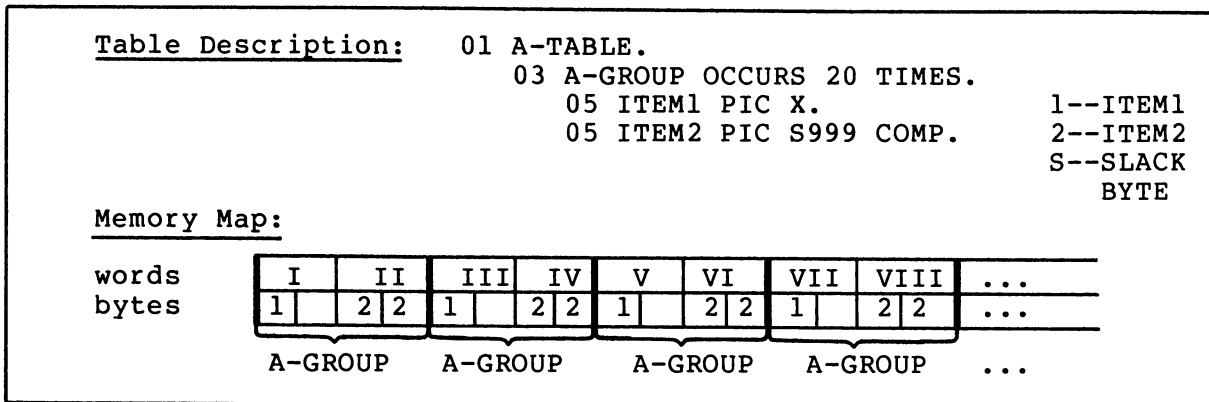 Table Description: 01 A-TABLE.
03 A-GROUP OCCURS 20 TIMES.
05 ITEM1 PIC X. 1--ITEM1
05 ITEM2 PIC S999 COMP. 2--ITEM2
S--SLACK
BYTE
Memory Map:
words I II III IV V VI VII VIII ...
bytes 1 2 2 1 2 2 1 2 2 1 2 2 ...
A-GROUP A-GROUP A-GROUP A-GROUP ...